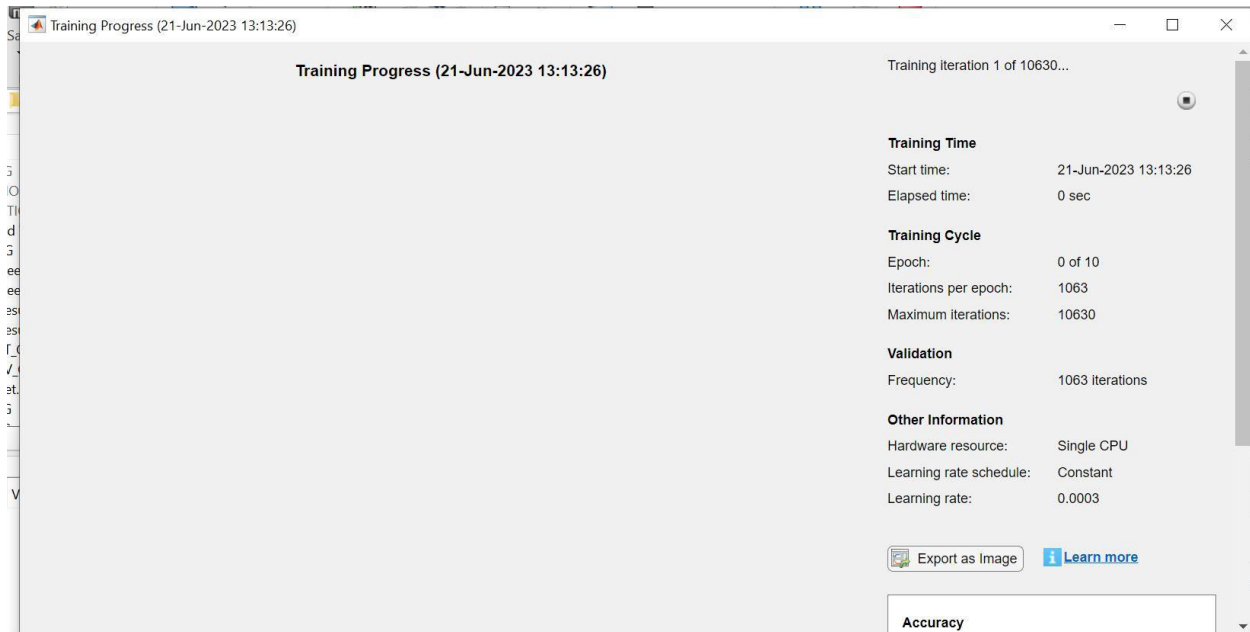 Training Progress (21-Jun-2023 13:13:26)
Training Progress (21-Jun-2023 13:13:26)
Training iteration 1 of 10630...
Training Time
Start time: 21-Jun-2023 13:13:26
Elapsed time: 0 sec
Training Cycle
Epoch: 0 of 10
Iterations per epoch: 1063
Maximum iterations: 10630
Validation
Frequency: 1063 iterations
Other Information
Hardware resource: Single CPU
Learning rate schedule: Constant
Learning rate: 0.0003
Export as Image Learn more
Accuracy